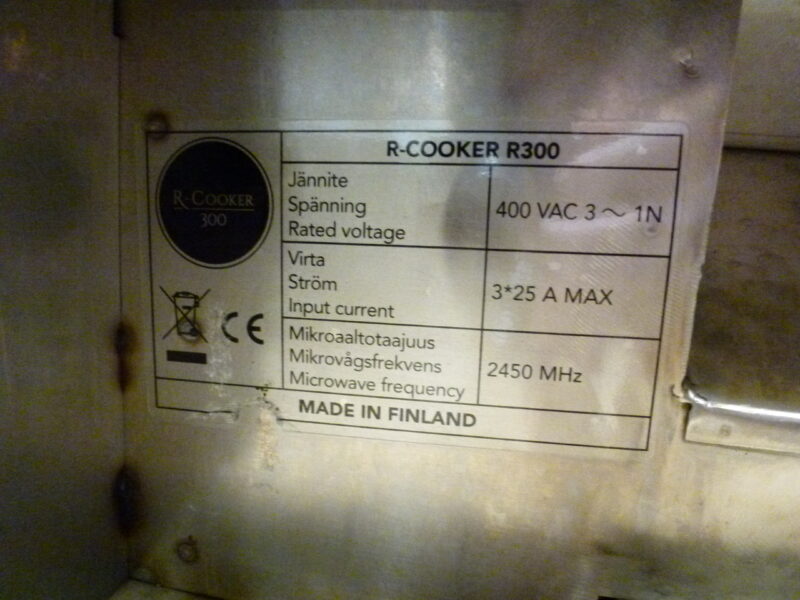 R-COOKER R300
R-COOKER
300
Jännite
Spänning
Rated voltage
400 VAC 3 ~ 1N
Virta
Ström
Input current
3*25 A MAX
Mikroaaltotaajuus
Mikrovågsfrekvens
Microwave frequency
2450 MHz
CE
MADE IN FINLAND